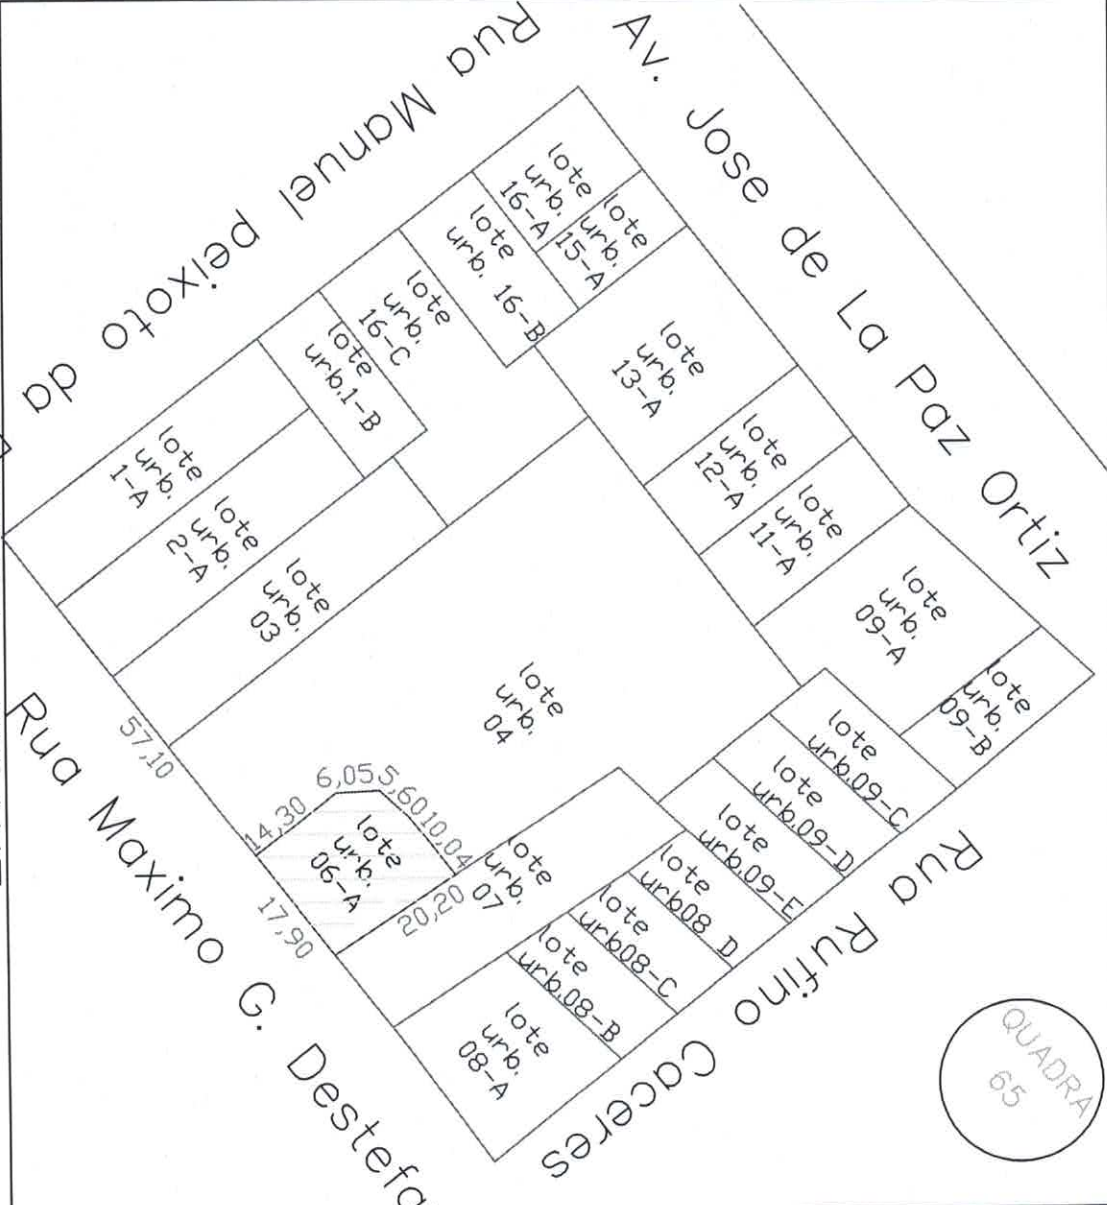 Rua Manuel peixoto da
Av. Jose de La Paz Ortiz
lote
urb.
16-A
lote
urb.
15-A
lote
urb. 16-B
lote
urb.
16-C
lote
urb.1-B
lote
urb.
1-A
lote
urb.
2-A
lote
urb.
03
lote
urb.
13-A
lote
urb.
12-A
lote
urb.
11-A
lote
urb.
09-A
lote
urb.
09-B
lote
urb.
04
lote
urb.09-C
lote
urb.09-D
lote
urb.09-E
lote
urb08 D
lote
urb08-C
lote
urb.08-B
lote
urb.
08-A
lote
urb.
07
lote
urb.
06-A
57,10
14,30
6,05
5,60
10,04
20,20
17,90
Rua Maximo G. Destefa
Rua Rufino Caceres
QUADRA
65